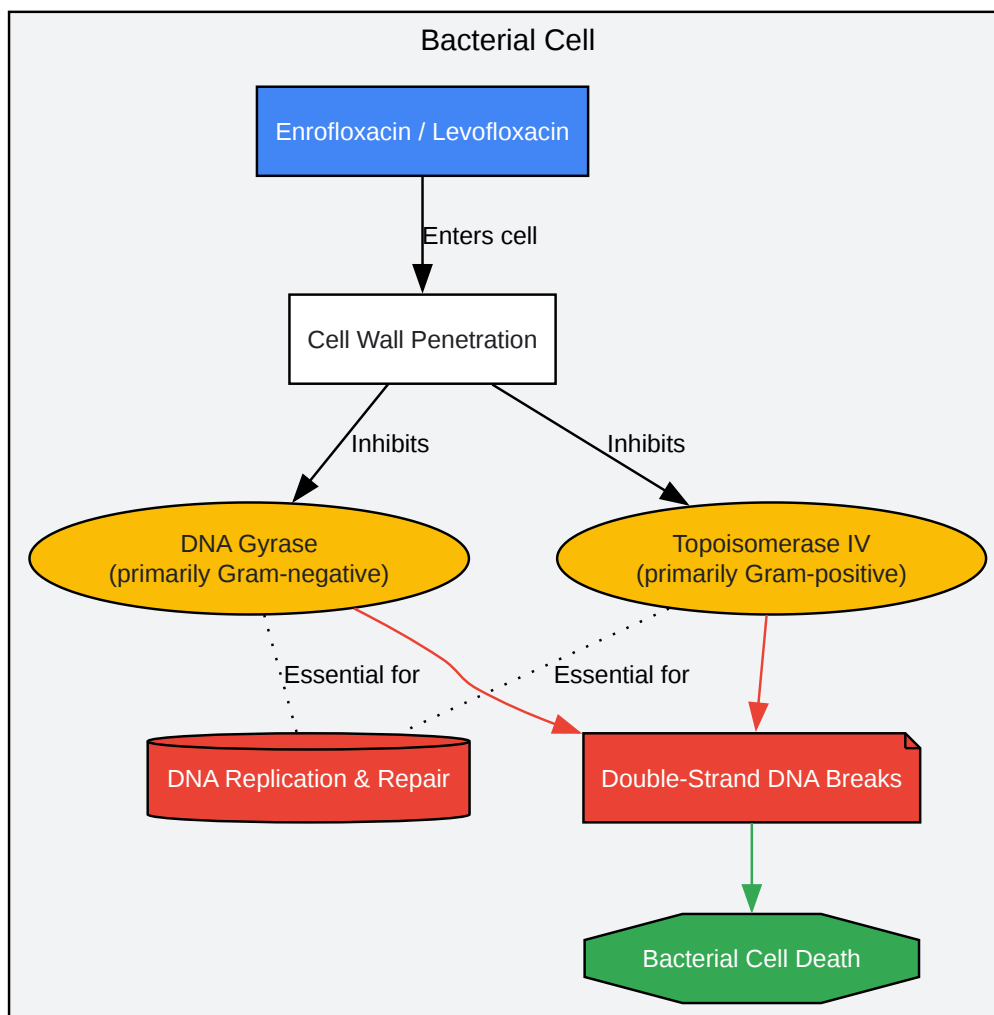 Bacterial Cell
Enrofloxacin / Levofloxacin
Enters cell
Cell Wall Penetration
Inhibits
Inhibits
DNA Gyrase
(primarily Gram-negative)
Topoisomerase IV
(primarily Gram-positive)
Essential for
Essential for
DNA Replication & Repair
Double-Strand DNA Breaks
Bacterial Cell Death